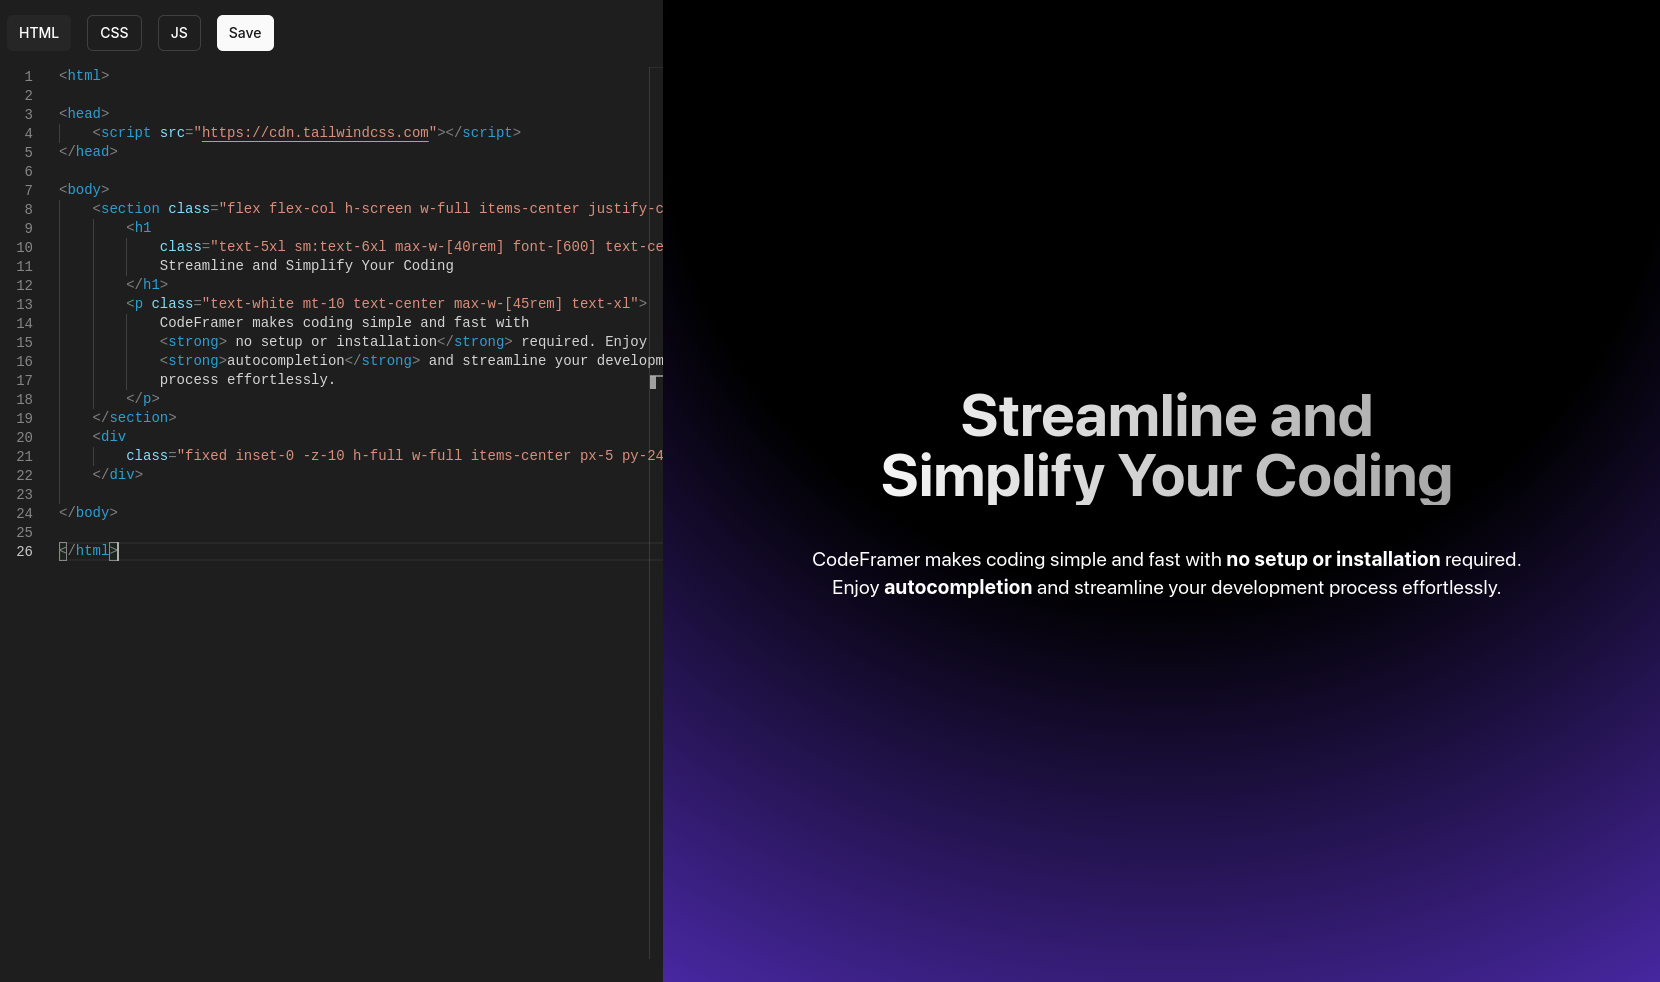 HTML CSS JS Save
1 <html>
2
3 <head>
4 <script src="https://cdn.tailwindcss.com"></script>
5 </head>
6
7 <body>
8 <section class="flex flex-col h-screen w-full items-center justify-c
9 <h1
10 class="text-5xl sm:text-6xl max-w-[40rem] font-[600] text-ce
11 Streamline and Simplify Your Coding
12 </h1>
13 <p class="text-white mt-10 text-center max-w-[45rem] text-xl">
14 CodeFramer makes coding simple and fast with
15 <strong> no setup or installation</strong> required. Enjoy
16 <strong>autocompletion</strong> and streamline your developm
17 process effortlessly.
18 </p>
19 </section>
20 <div
21 class="fixed inset-0 -z-10 h-full w-full items-center px-5 py-24
22 </div>
23
24 </body>
25
26 </html>
Streamline and
Simplify Your Coding
CodeFramer makes coding simple and fast with no setup or installation required.
Enjoy autocompletion and streamline your development process effortlessly.